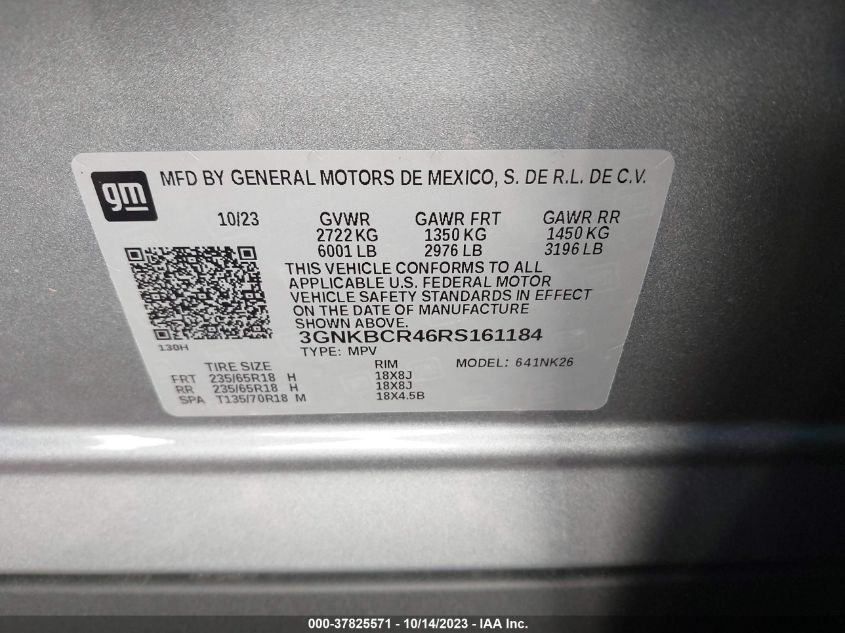 gm MFD BY GENERAL MOTORS DE MEXICO, S. DE R.L. DE C.V.
10/23 GVWR GAWR FRT GAWR RR
2722 KG 1350 KG 1450 KG
6001 LB 2976 LB 3196 LB
THIS VEHICLE CONFORMS TO ALL
APPLICABLE U.S. FEDERAL MOTOR
VEHICLE SAFETY STANDARDS IN EFFECT
ON THE DATE OF MANUFACTURE
SHOWN ABOVE.
3GNKBCR46RS161184
130H
TYPE: MPV MODEL: 641NK26
TIRE SIZE RIM
FRT 235/65R18 H 18X8J
RR 235/65R18 H 18X8J
SPA T135/70R18 M 18X4.5B
000-37825571 - 10/14/2023 - IAA Inc.